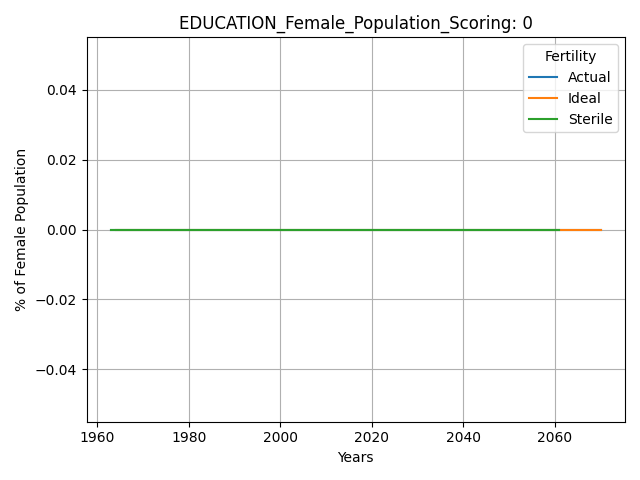 EDUCATION_Female_Population_Scoring: 0
Fertility
Actual
Ideal
Sterile
0.04
0.02
0.00
−0.02
−0.04
% of Female Population
1960 1980 2000 2020 2040 2060
Years